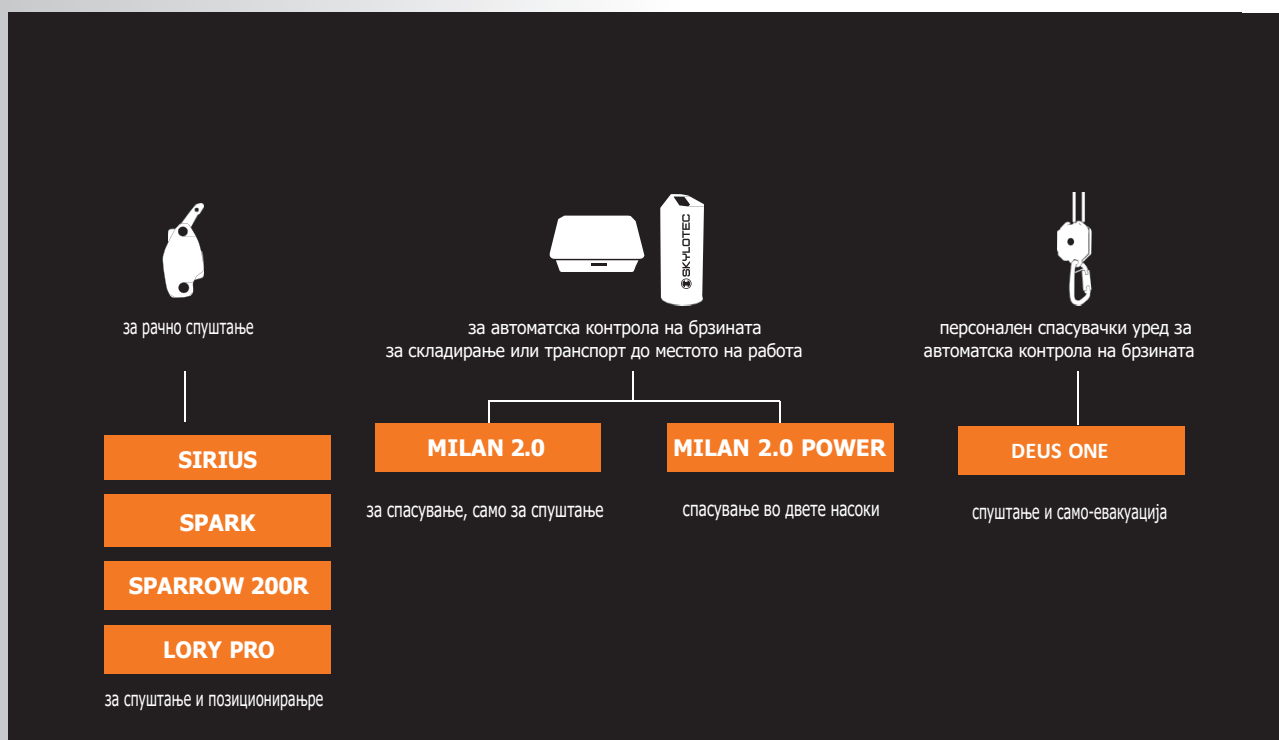 SKYLOTEC
за рачно спуштање
за автоматска контрола на брзината
за складирање или транспорт до местото на работа
персонален спасувачки уред за
автоматска контрола на брзината
SIRIUS
SPARK
SPARROW 200R
LORY PRO
за спуштање и позиционирањре
MILAN 2.0
за спасување, само за спуштање
MILAN 2.0 POWER
спасување во двете насоки
DEUS ONE
спуштање и само-евакуација